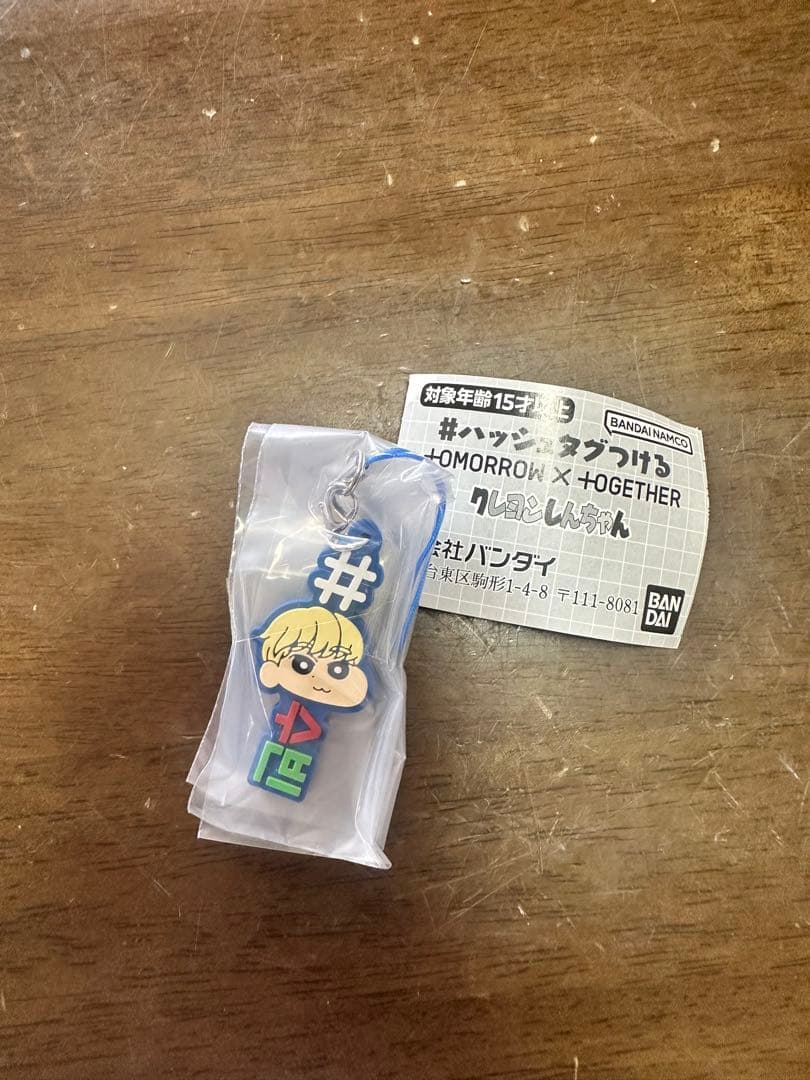 対象年齢15才以上
BANDAI NAMCO
#ハッシュタグつける
TOMORROW X TOGETHER
クレヨンしんちゃん
会社バンダイ
台東区駒形1-4-8 〒111-8081
BAN
DAI
#수빈